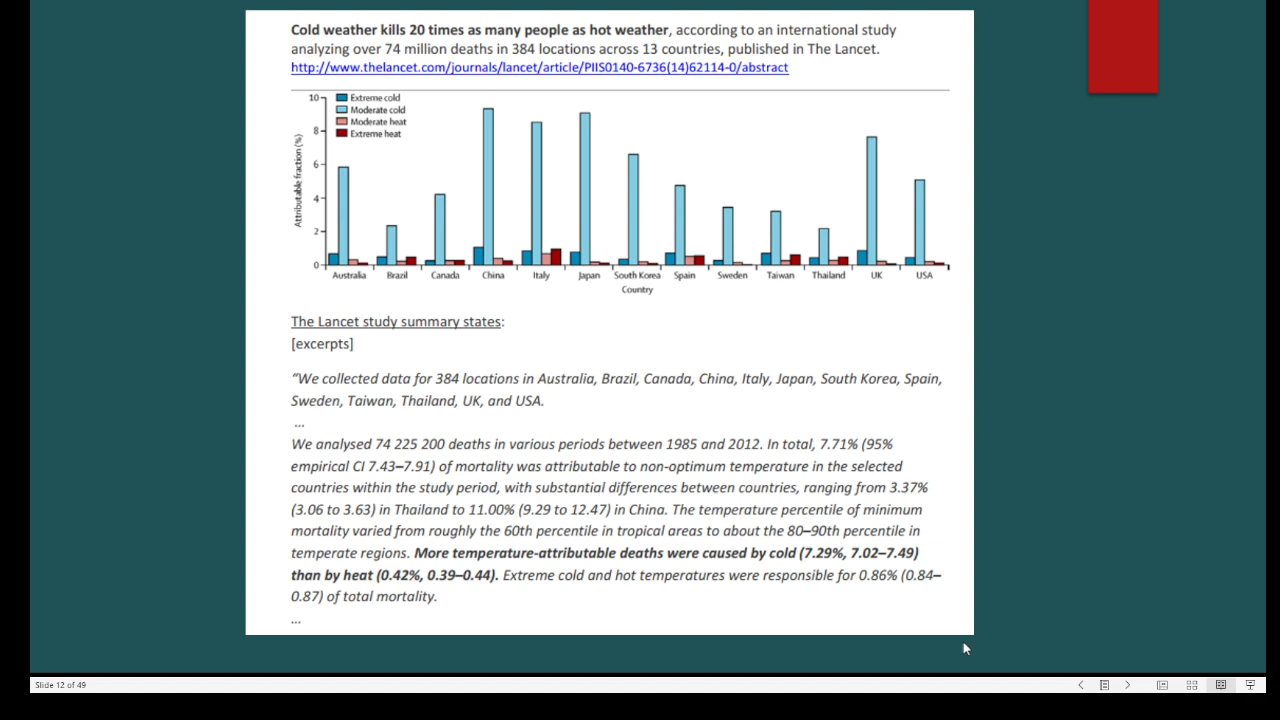 Cold weather kills 20 times as many people as hot weather, according to an international study
analyzing over 74 million deaths in 384 locations across 13 countries, published in The Lancet.
http://www.thelancet.com/journals/lancet/article/PIIS0140-6736(14)62114-0/abstract
Extreme cold
Moderate cold
Moderate heat
Extreme heat
Attributable fraction (%)
10
8
6
4
2
0
Australia Brazil Canada China Italy Japan South Korea Spain Sweden Taiwan Thailand UK USA
Country
The Lancet study summary states:
[excerpts]
“We collected data for 384 locations in Australia, Brazil, Canada, China, Italy, Japan, South Korea, Spain,
Sweden, Taiwan, Thailand, UK, and USA.
...
We analysed 74 225 200 deaths in various periods between 1985 and 2012. In total, 7.71% (95%
empirical CI 7.43–7.91) of mortality was attributable to non-optimum temperature in the selected
countries within the study period, with substantial differences between countries, ranging from 3.37%
(3.06 to 3.63) in Thailand to 11.00% (9.29 to 12.47) in China. The temperature percentile of minimum
mortality varied from roughly the 60th percentile in tropical areas to about the 80–90th percentile in
temperate regions. More temperature-attributable deaths were caused by cold (7.29%, 7.02–7.49)
than by heat (0.42%, 0.39–0.44). Extreme cold and hot temperatures were responsible for 0.86% (0.84–
0.87) of total mortality.
...
Slide 12 of 49